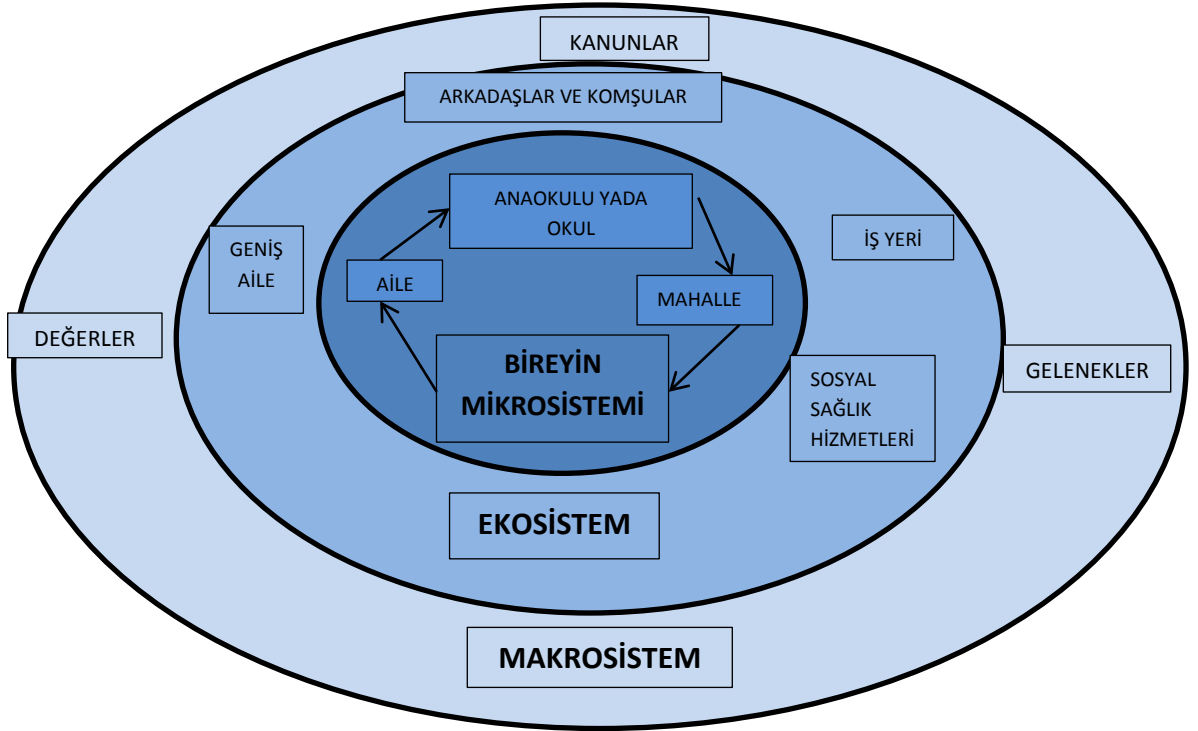 KANUNLAR
ARKADAŞLAR VE KOMŞULAR
ANAOKULU YADA
OKUL
GENİŞ
AİLE
İŞ YERİ
AİLE
MAHALLE
DEĞERLER
BİREYİN
MİKROSİSTEMİ
GELENEKLER
SOSYAL
SAĞLIK
HİZMETLERİ
EKOSİSTEM
MAKROSİSTEM